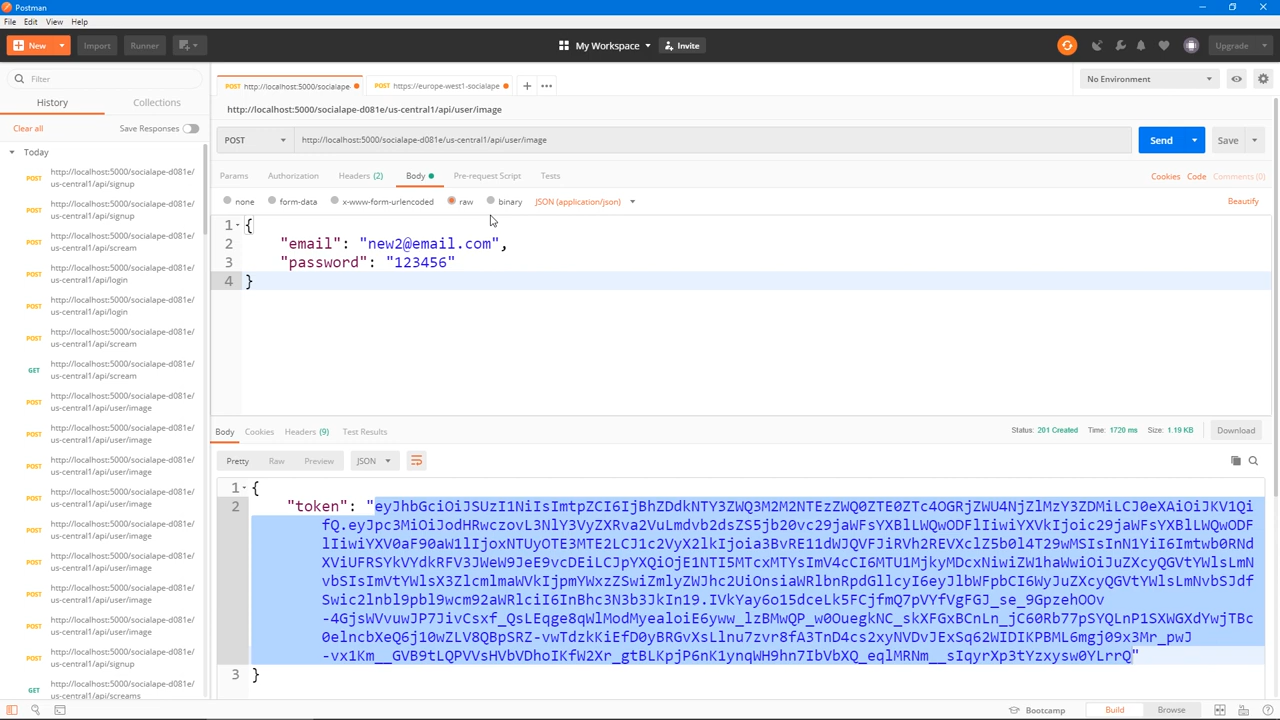 Postman
File Edit View Help
New Import Runner My Workspace Invite Upgrade
Filter
History Collections
Clear all Save Responses
Today
POST http://localhost:5000/socialape-d081e/
us-central1/api/signup
POST http://localhost:5000/socialape-d081e/
us-central1/api/signup
POST http://localhost:5000/socialape-d081e/
us-central1/api/scream
POST http://localhost:5000/socialape-d081e/
us-central1/api/login
POST http://localhost:5000/socialape-d081e/
us-central1/api/login
POST http://localhost:5000/socialape-d081e/
us-central1/api/scream
GET http://localhost:5000/socialape-d081e/
us-central1/api/scream
POST http://localhost:5000/socialape-d081e/
us-central1/api/user/image
POST http://localhost:5000/socialape-d081e/
us-central1/api/user/image
POST http://localhost:5000/socialape-d081e/
us-central1/api/user/image
POST http://localhost:5000/socialape-d081e/
us-central1/api/user/image
POST http://localhost:5000/socialape-d081e/
us-central1/api/user/image
POST http://localhost:5000/socialape-d081e/
us-central1/api/user/image
POST http://localhost:5000/socialape-d081e/
us-central1/api/user/image
POST http://localhost:5000/socialape-d081e/
us-central1/api/user/image
POST http://localhost:5000/socialape-d081e/
us-central1/api/signup
GET http://localhost:5000/socialape-d081e/
us-central1/api/screams
POST http://localhost:5000/socialape- POST https://europe-west1-socialape No Environment
http://localhost:5000/socialape-d081e/us-central1/api/user/image
POST http://localhost:5000/socialape-d081e/us-central1/api/user/image Send Save
Params Authorization Headers (2) Body Pre-request Script Tests Cookies Code Comments (0)
none form-data x-www-form-urlencoded raw binary JSON (application/json) Beautify
1 {
2 "email": "new2@email.com",
3 "password": "123456"
4 }
Body Cookies Headers (9) Test Results Status: 201 Created Time: 1720 ms Size: 1.19 KB Download
Pretty Raw Preview JSON
1 {
2 "token":
3 }
Bootcamp Build Browse